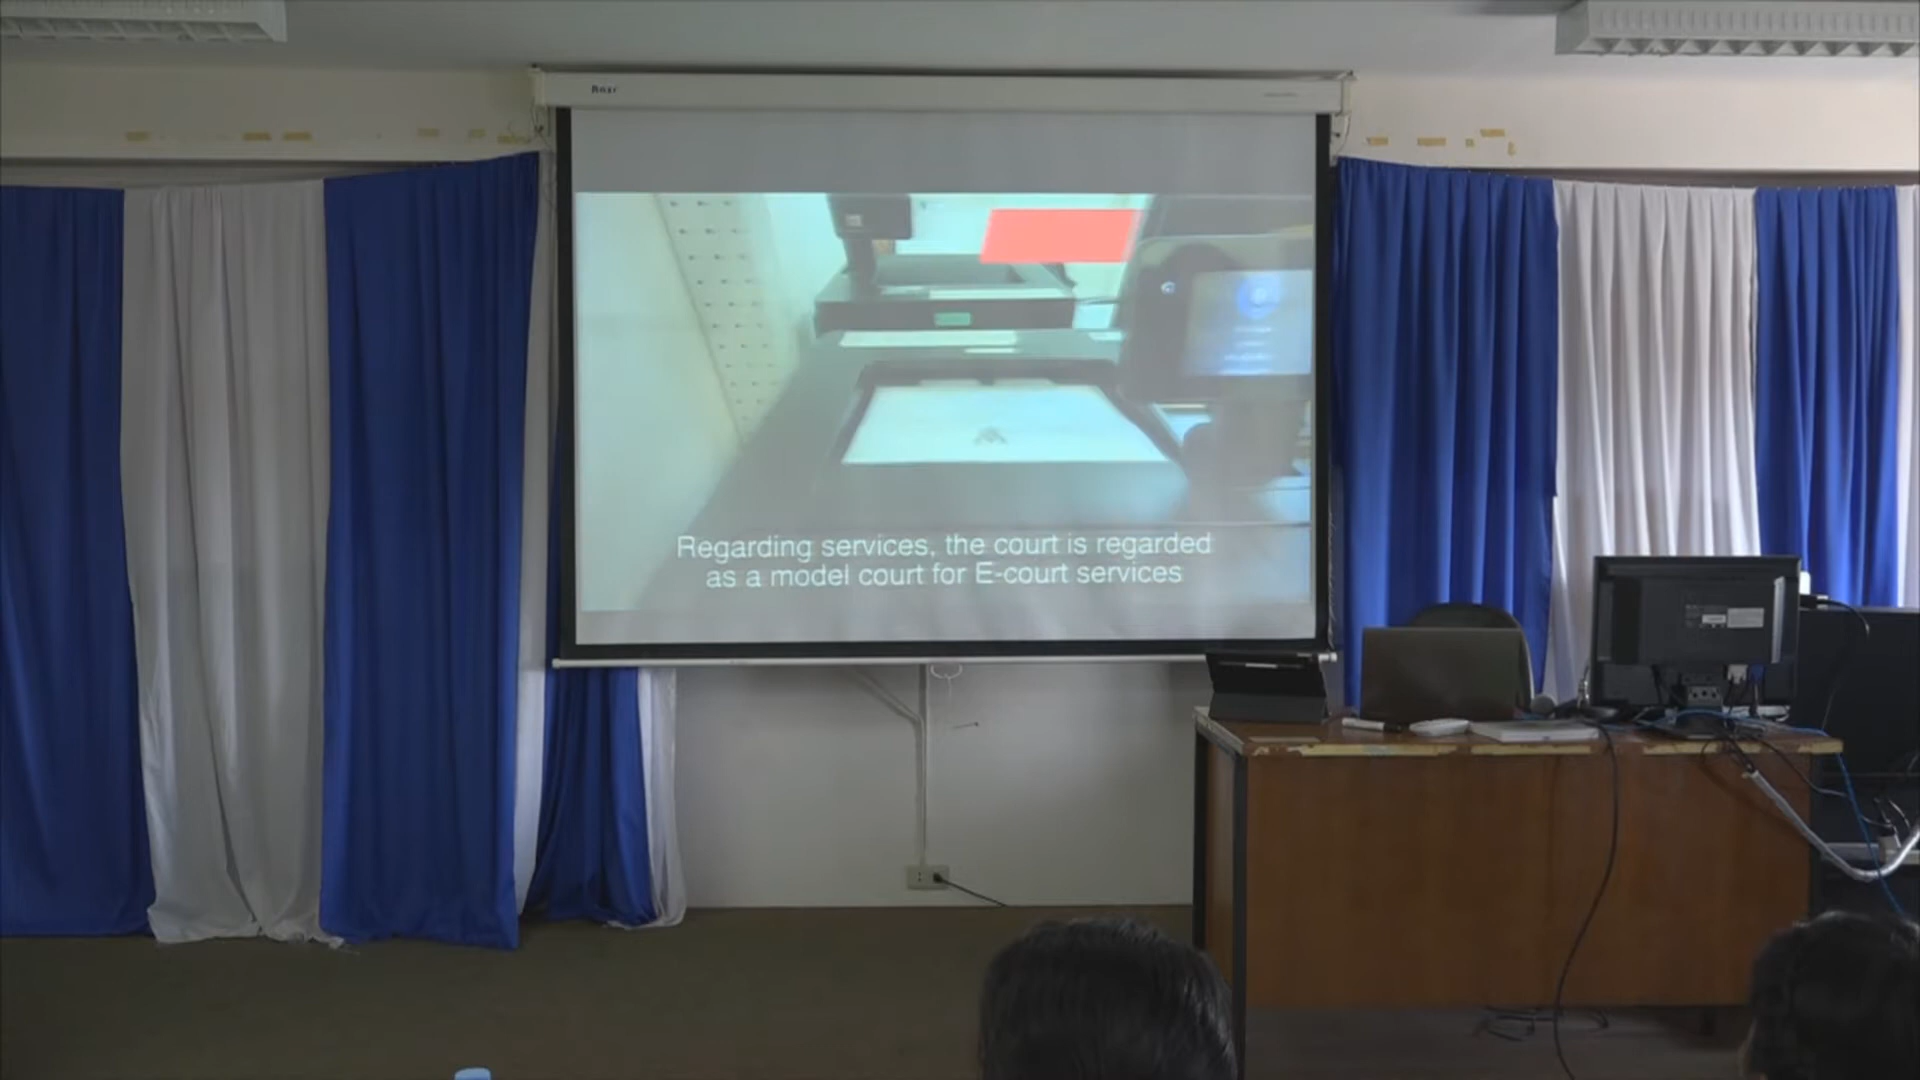 Regarding services, the court is regarded
as a model court for E-court services